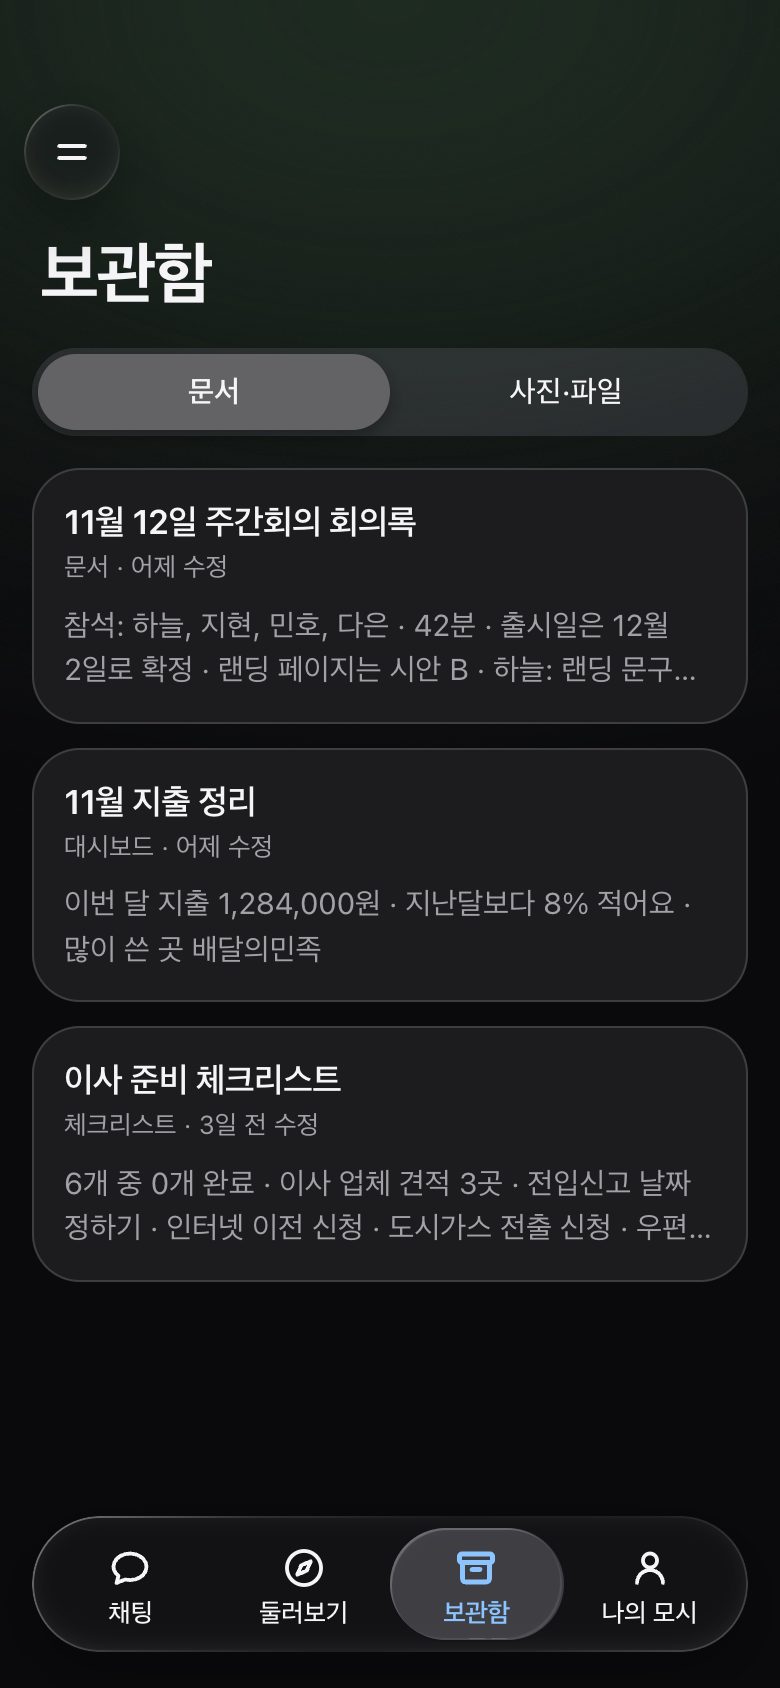 보관함
문서
사진·파일
11월 12일 주간회의 회의록
문서 · 어제 수정
참석: 하늘, 지현, 민호, 다은 · 42분 · 출시일은 12월
2일로 확정 · 랜딩 페이지는 시안 B · 하늘: 랜딩 문구...
11월 지출 정리
대시보드 · 어제 수정
이번 달 지출 1,284,000원 · 지난달보다 8% 적어요 ·
많이 쓴 곳 배달의민족
이사 준비 체크리스트
체크리스트 · 3일 전 수정
6개 중 0개 완료 · 이사 업체 견적 3곳 · 전입신고 날짜
정하기 · 인터넷 이전 신청 · 도시가스 전출 신청 · 우편...
채팅
둘러보기
보관함
나의 모시